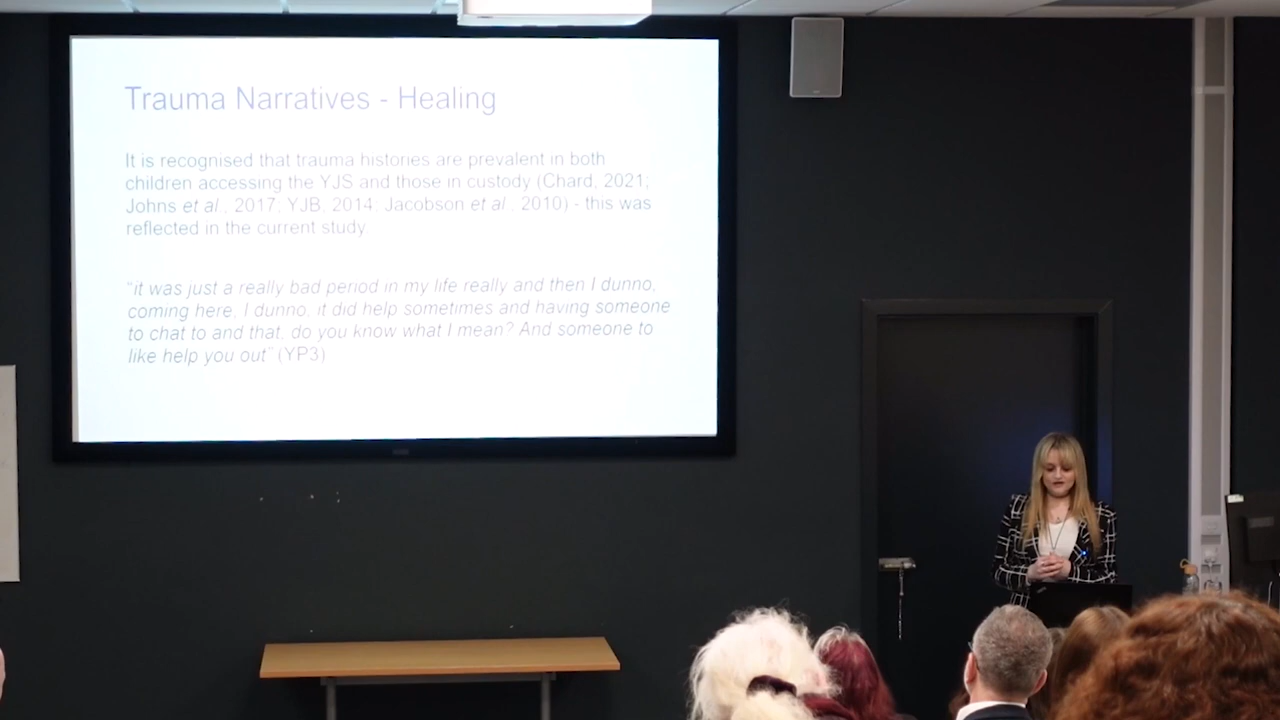 Trauma Narratives - Healing
It is recognised that trauma histories are prevalent in both
children accessing the YJS and those in custody (Chard, 2021;
Johns et al., 2017; YJB, 2014; Jacobson et al., 2010) - this was
reflected in the current study
"it was just a really bad period in my life really and then I dunno,
coming here, I dunno, it did help sometimes and having someone
to chat to and that, do you know what I mean? And someone to
like help you out" (YP3)